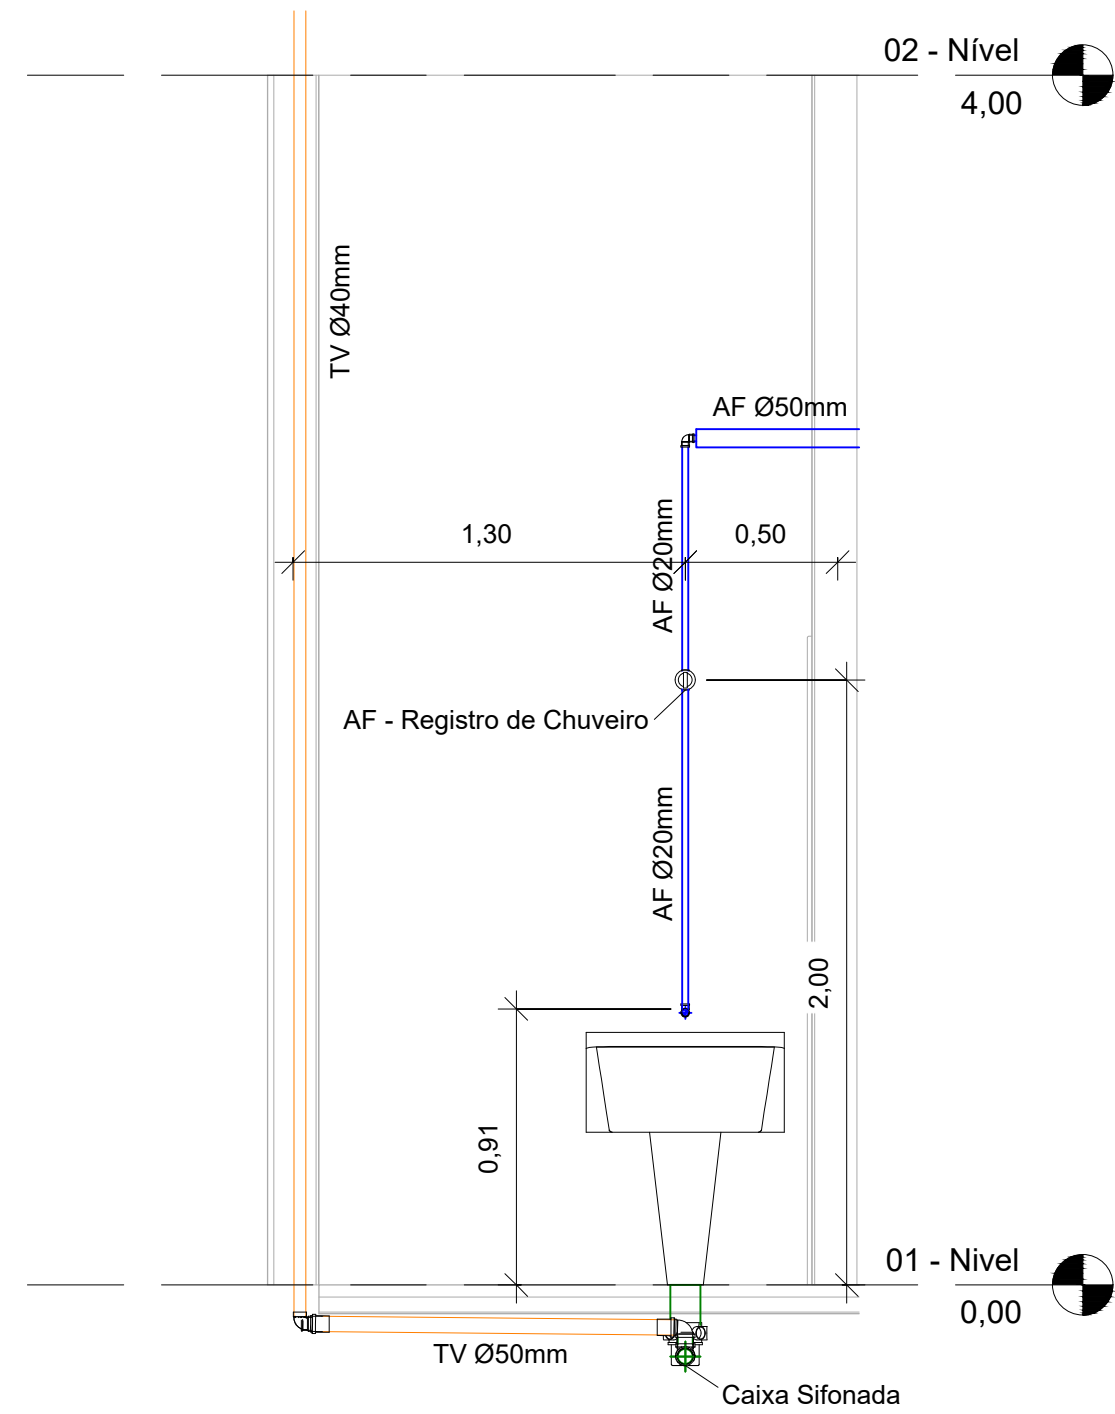 02 - Nível
4,00
TV Ø40mm
AF Ø50mm
1,30
0,50
AF Ø20mm
AF - Registro de Chuveiro
AF Ø20mm
2,00
0,91
01 - Nivel
0,00
TV Ø50mm
Caixa Sifonada